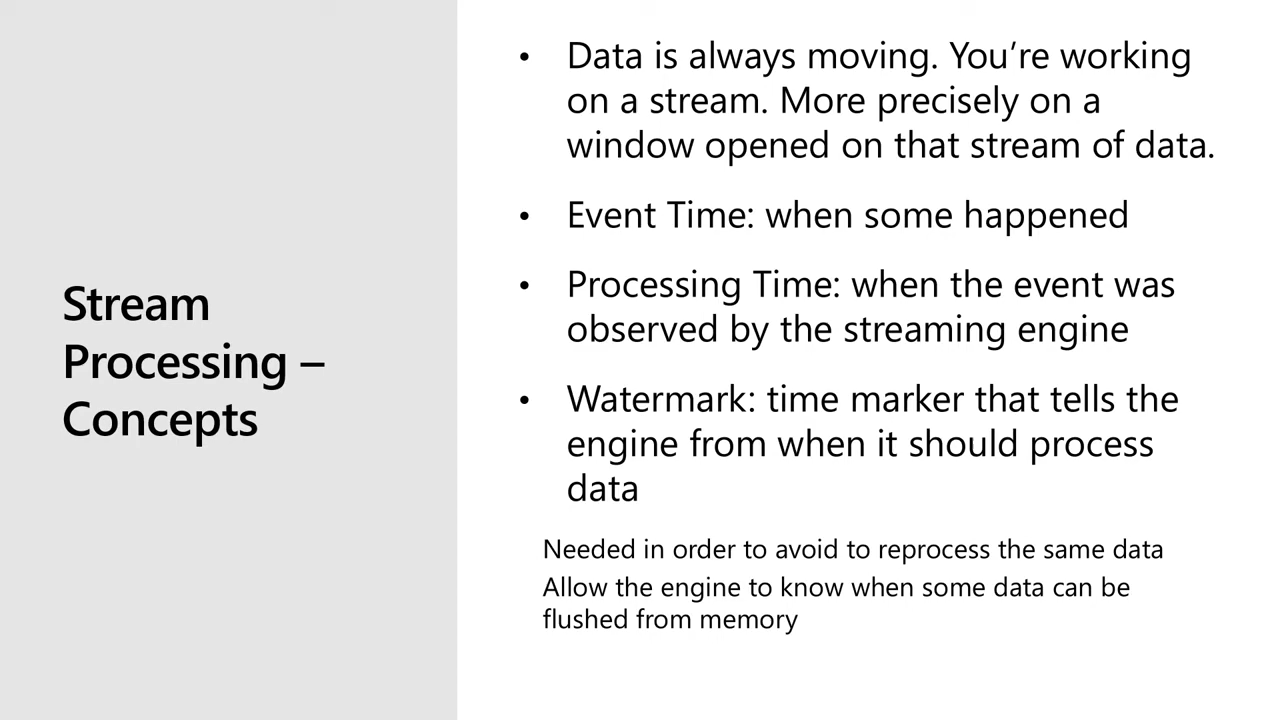 Stream
Processing –
Concepts
• Data is always moving. You’re working
on a stream. More precisely on a
window opened on that stream of data.
• Event Time: when some happened
• Processing Time: when the event was
observed by the streaming engine
• Watermark: time marker that tells the
engine from when it should process
data
Needed in order to avoid to reprocess the same data
Allow the engine to know when some data can be
flushed from memory